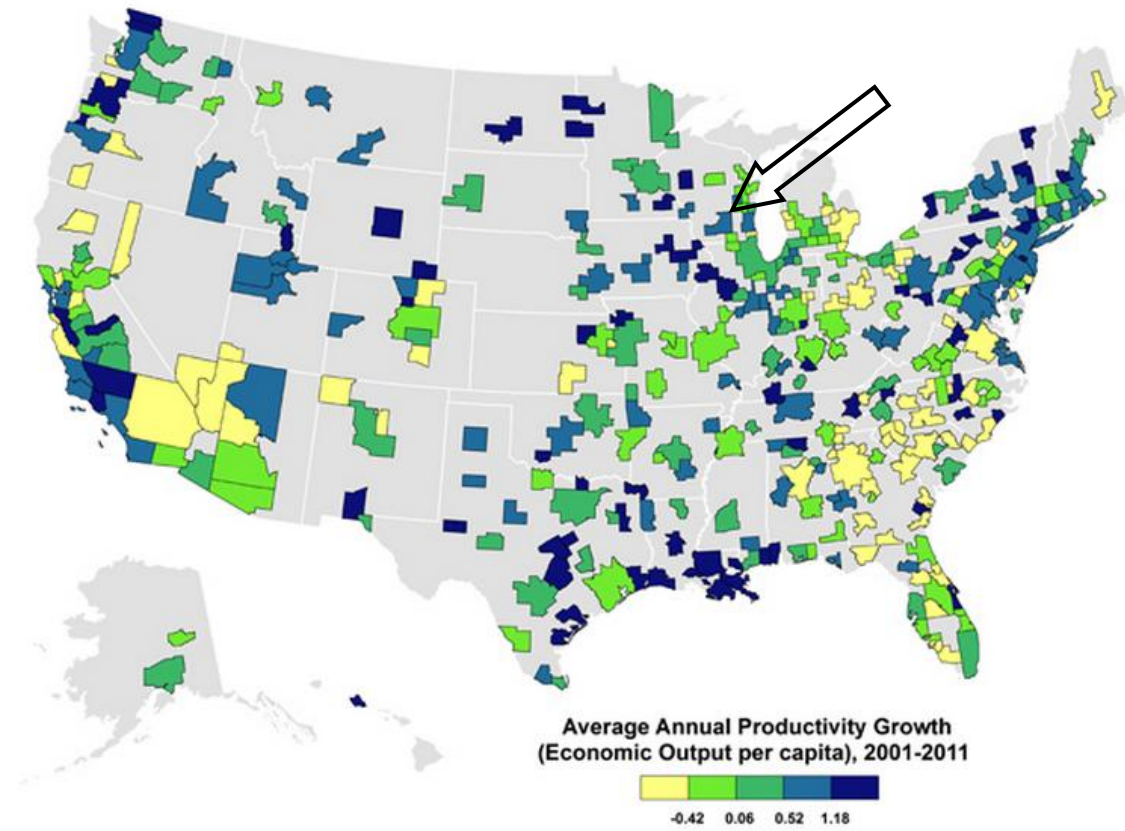 Average Annual Productivity Growth
(Economic Output per capita), 2001-2011
-0.42 0.06 0.52 1.18